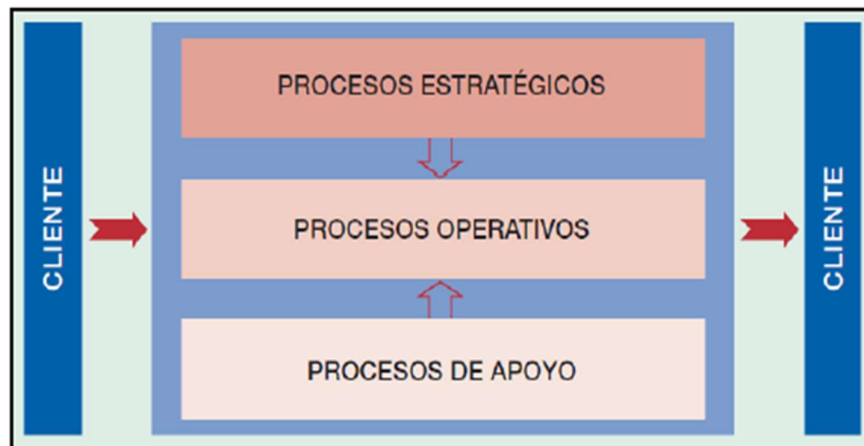 CLIENTE
PROCESOS ESTRATÉGICOS
PROCESOS OPERATIVOS
PROCESOS DE APOYO
CLIENTE